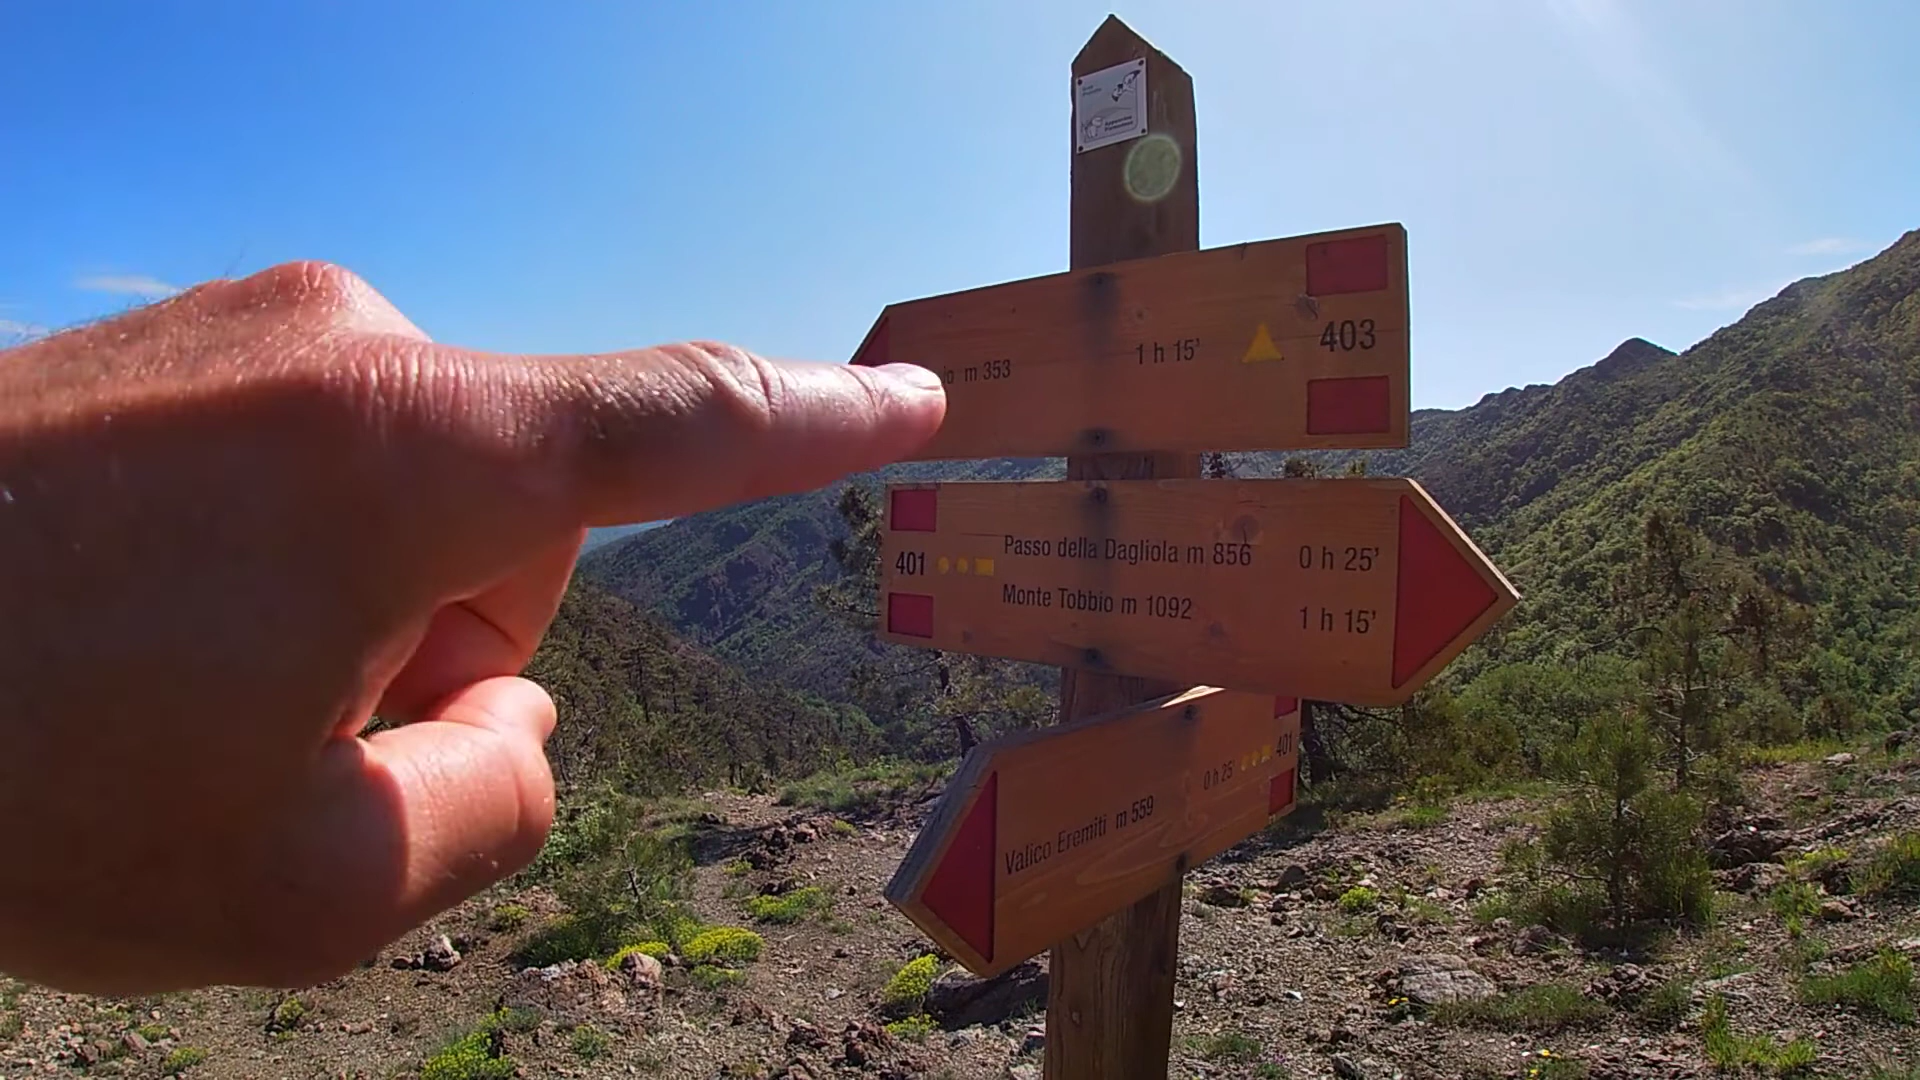 m 353 1 h 15’ 403
401 Passo della Dagliola m 856 0 h 25’
Monte Tobbio m 1092 1 h 15’
Valico Eremiti m 559 0 h 25’ 401